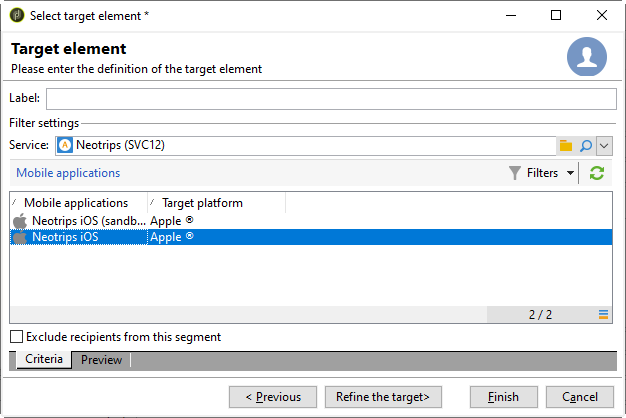 Select target element *
Target element
Please enter the definition of the target element
Label:
Filter settings
Service: Neotrips (SVC12)
Mobile applications Filters
Mobile applications Target platform
Neotrips iOS (sandb... Apple ®
Neotrips iOS Apple ®
2 / 2
Exclude recipients from this segment
Criteria Preview
< Previous Refine the target> Finish Cancel